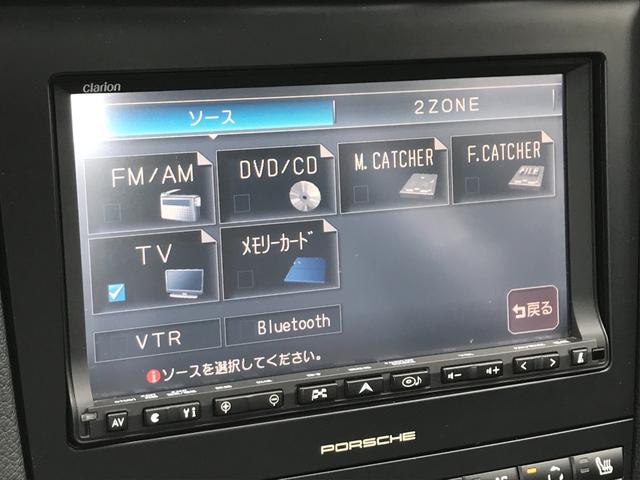 clarion
ソース
2ZONE
FM/AM
DVD/CD
M.CATCHER
F.CATCHER
FILE
TV
ﾒﾓﾘｰｶｰﾄﾞ
VTR
Bluetooth
戻る
ソースを選択してください。
AV
PORSCHE